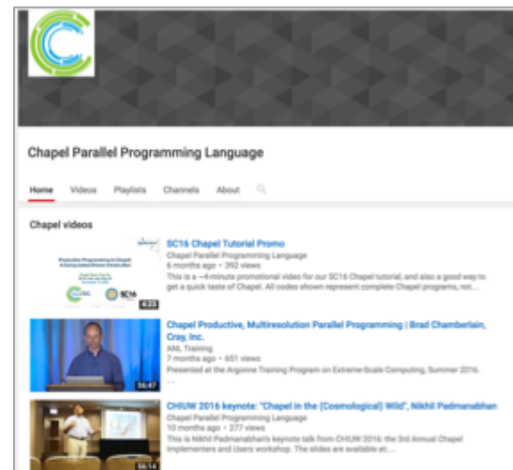 Chapel Parallel Programming Language
Home Videos Playlists Channels About
Chapel videos
SC16 Chapel Tutorial Promo
Chapel Parallel Programming Language
6 months ago • 392 views
This is a ~4-minute promotional video for our SC16 Chapel tutorial, and also a good way to
get a quick taste of Chapel. All codes shown represent complete Chapel programs, not...
SC16
4:23
Chapel Productive, Multiresolution Parallel Programming | Brad Chamberlain,
Cray, Inc.
ANL Training
7 months ago • 651 views
Presented at the Argonne Training Program on Extreme-Scale Computing, Summer 2016.
...
56:47
CHIUW 2016 keynote: "Chapel in the (Cosmological) Wild", Nikhil Padmanabhan
Chapel Parallel Programming Language
10 months ago • 277 views
This is Nikhil Padmanabhan's keynote talk from CHIUW 2016: the 3rd Annual Chapel
Implementers and Users workshop. The slides are available at:...
56:14